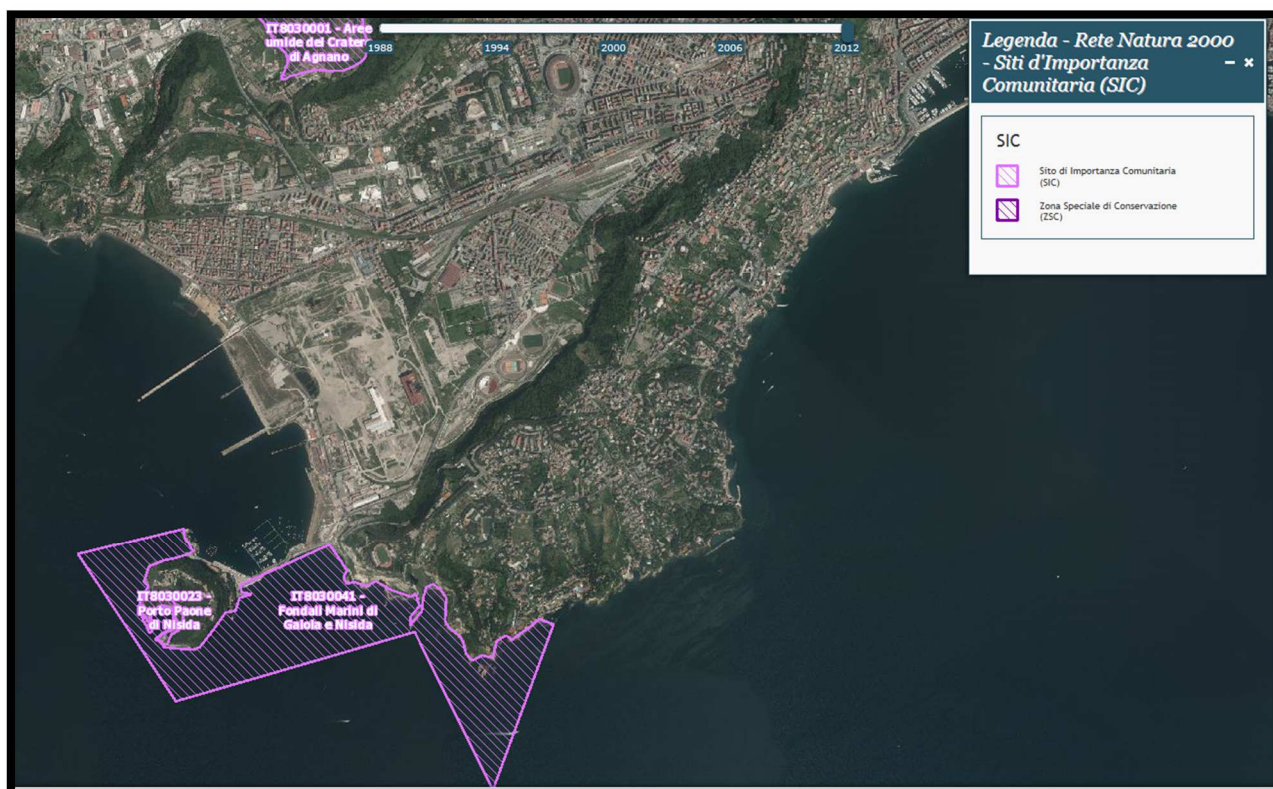 IT8030001 - Aree
umide del Crater
di Agnano
1988
1994
2000
2006
2012
Legenda - Rete Natura 2000
- Siti d'Importanza
Comunitaria (SIC)
SIC
Sito di Importanza Comunitaria
(SIC)
Zona Speciale di Conservazione
(ZSC)
IT8030023 -
Porto Paone
di Nisida
IT8030041 -
Fondali Marini di
Gaiola e Nisida